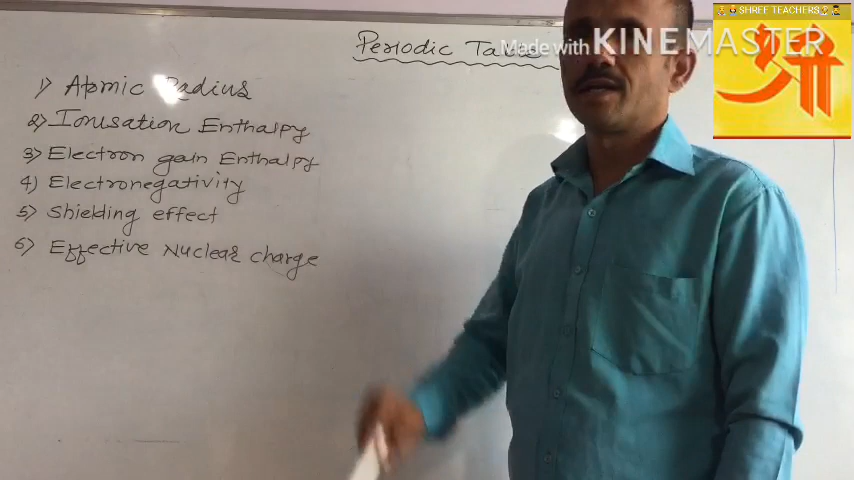 SHREE TEACHERS
श्री
Made with KINEMASTER
Periodic
1) Atomic Radius
2) Ionisation Enthalpy
3) Electron gain Enthalpy
4) Electronegativity
5) Shielding effect
6) Effective Nuclear charge